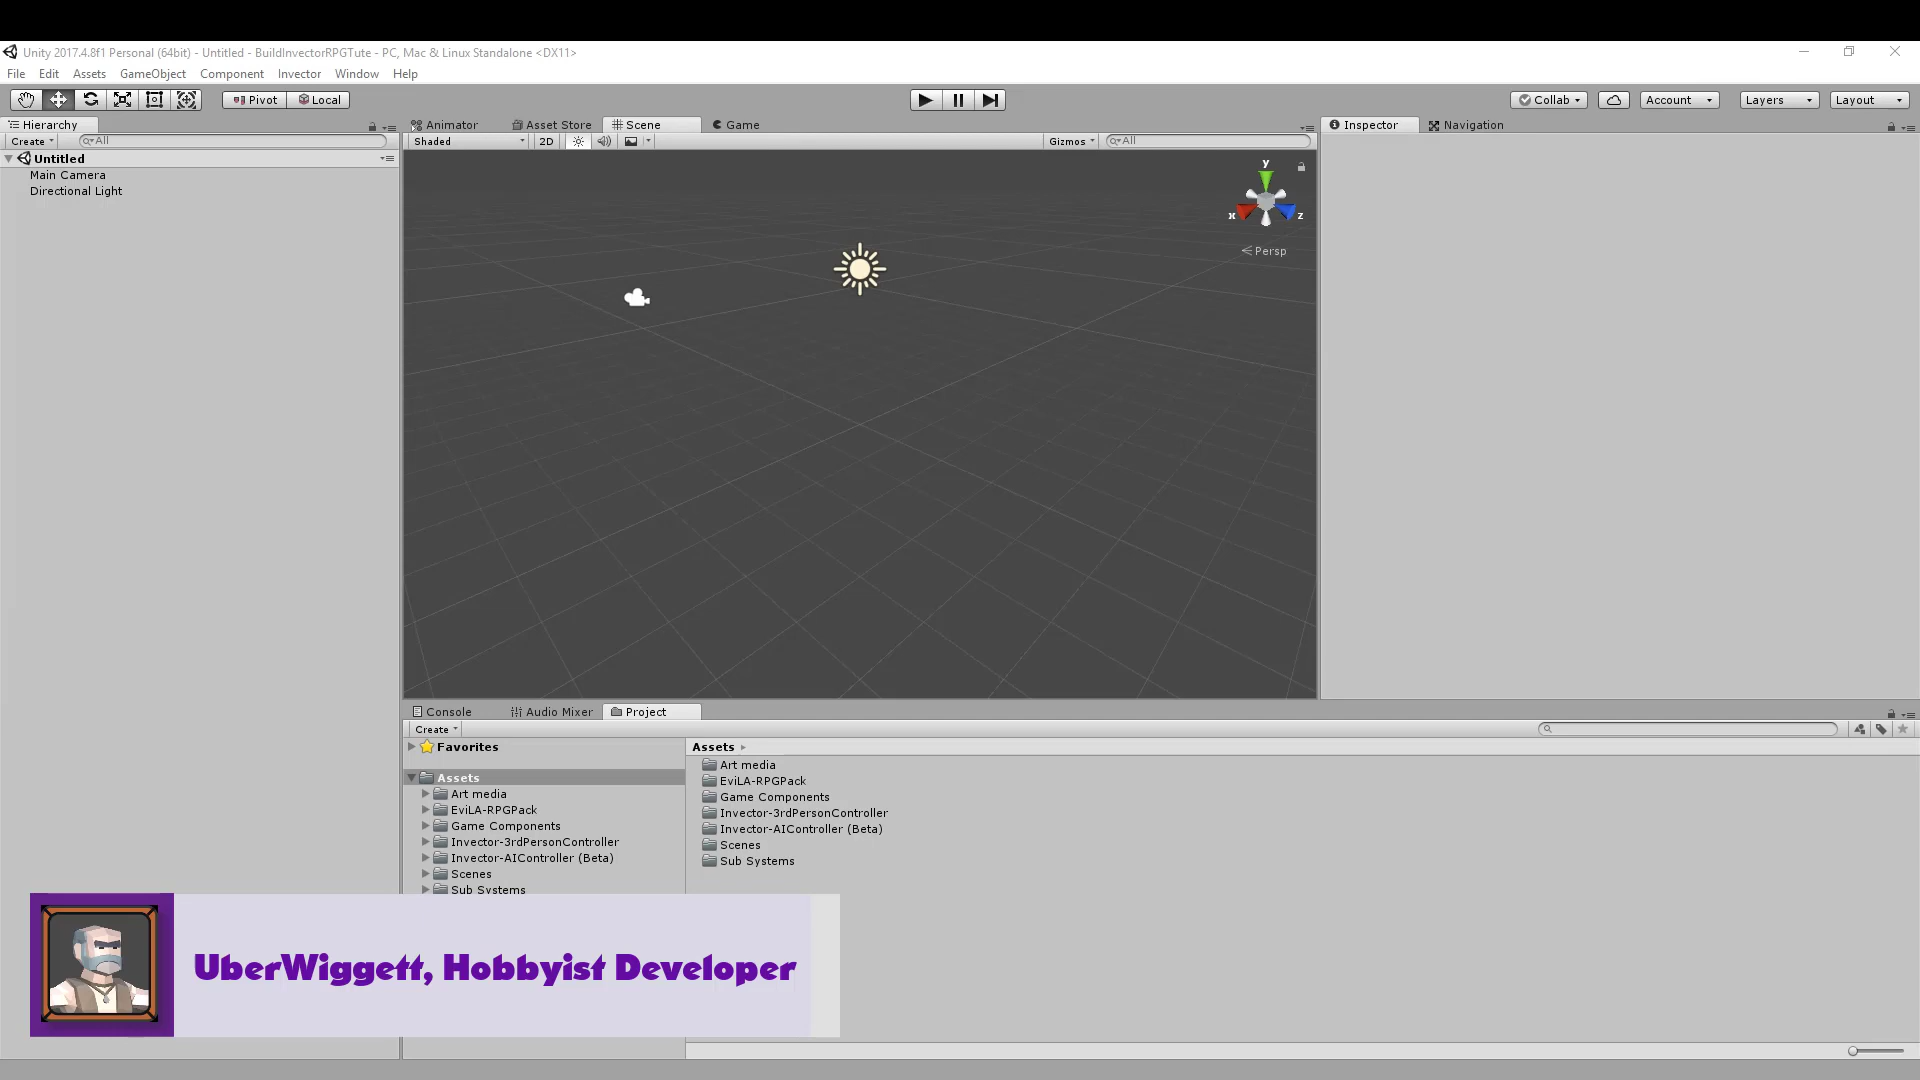 Unity 2017.4.8f1 Personal (64bit) - Untitled - BuildInvectorRPGTute - PC, Mac & Linux Standalone <DX11>
File Edit Assets GameObject Component Invector Window Help
Pivot Local Collab Account Layers Layout
Hierarchy Animator Asset Store Scene Game Inspector Navigation
Create All Shaded 2D Gizmos All
Untitled
Main Camera
Directional Light
y
x z
Persp
Console Audio Mixer Project
Create
Favorites
Assets
Art media
EviLA-RPGPack
Game Components
Invector-3rdPersonController
Invector-AIController (Beta)
Scenes
Sub Systems
Assets
Art media
EviLA-RPGPack
Game Components
Invector-3rdPersonController
Invector-AIController (Beta)
Scenes
Sub Systems
UberWiggett, Hobbyist Developer